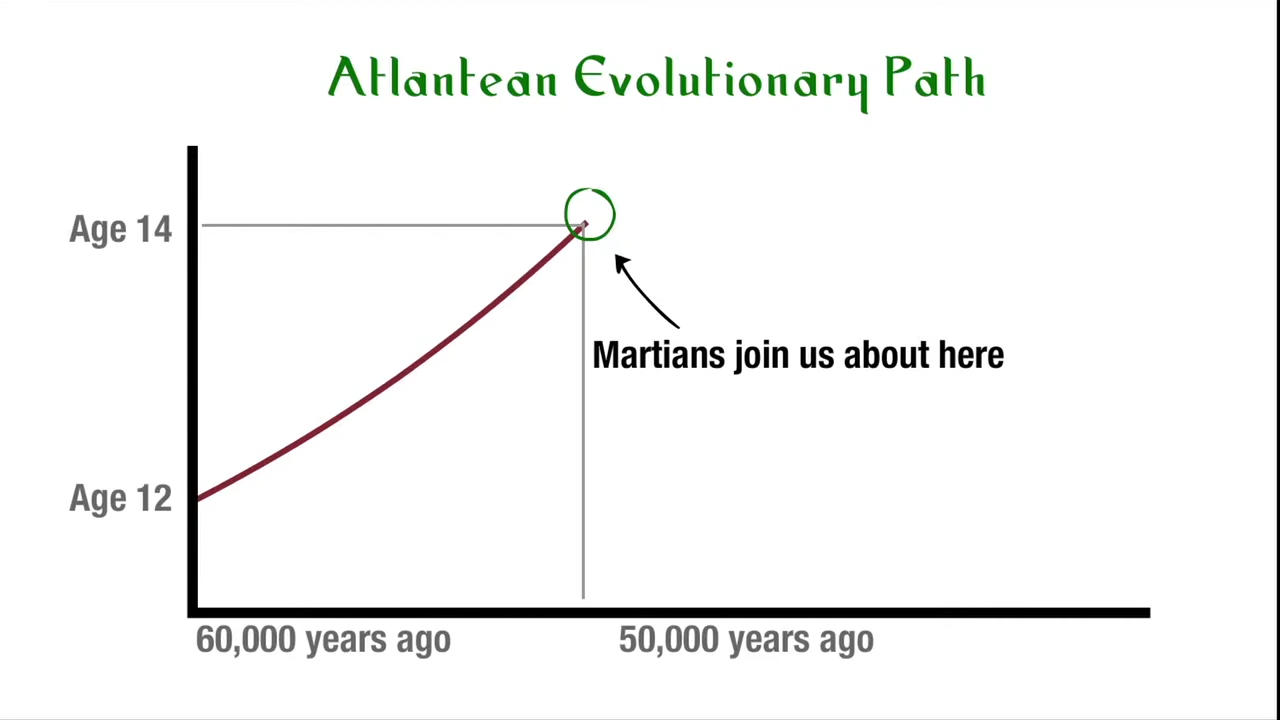 Atlantean Evolutionary Path
Age 14
Martians join us about here
Age 12
60,000 years ago
50,000 years ago